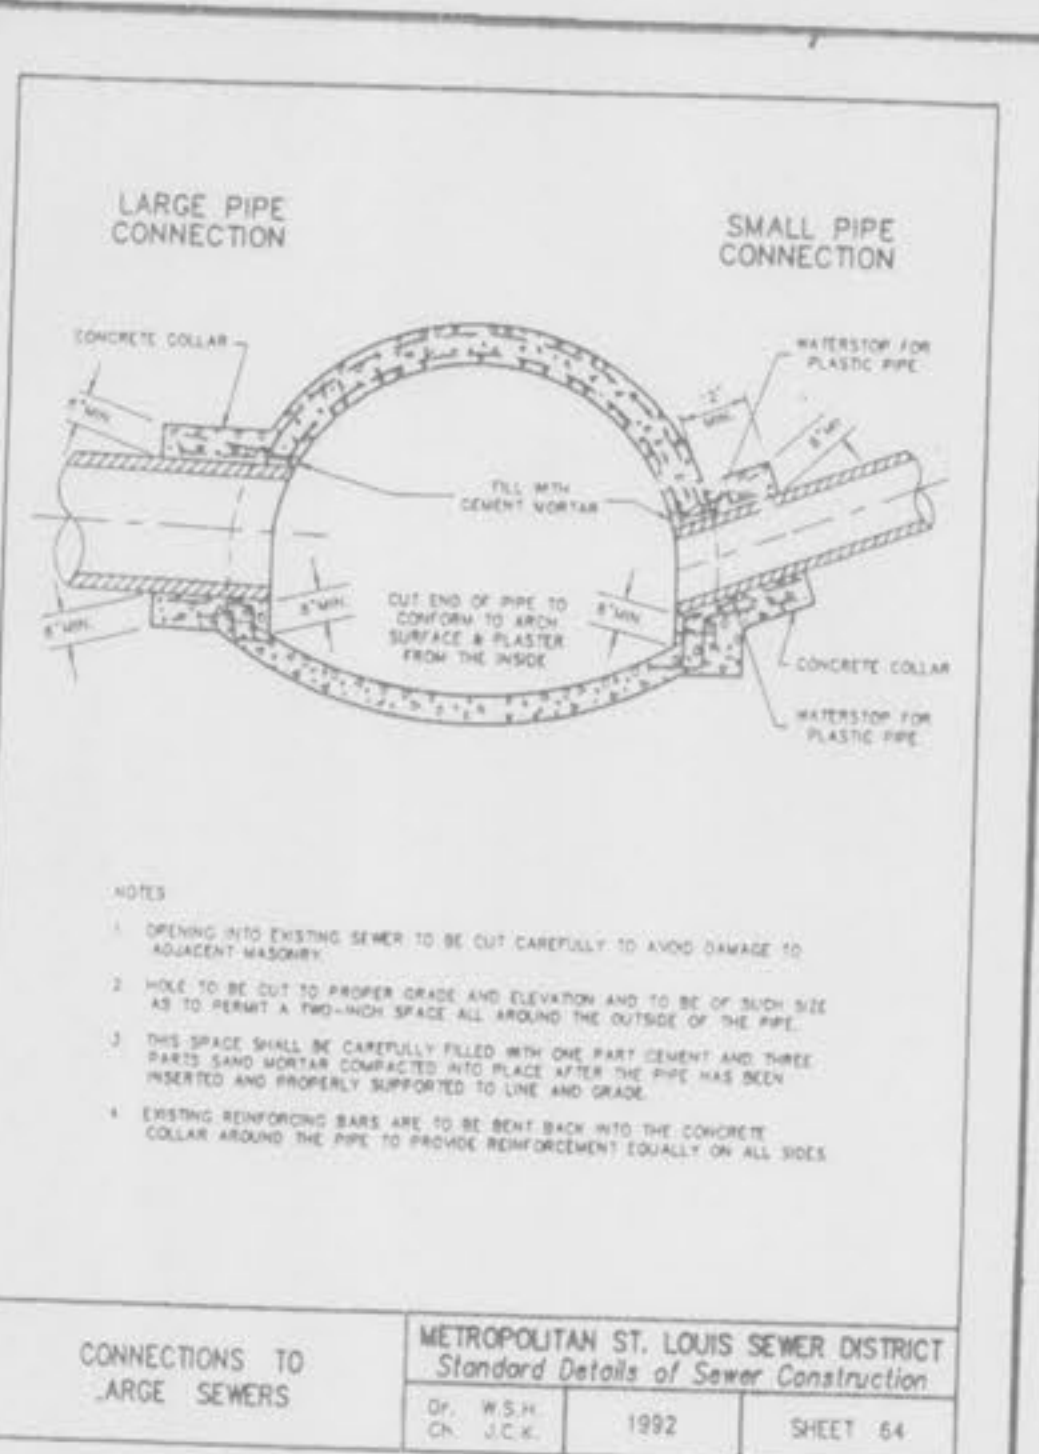 LARGE PIPE
CONNECTION
SMALL PIPE
CONNECTION
CONCRETE COLLAR
WATERSTOP FOR
PLASTIC PIPE
8" MIN.
MIN.
8" MIN.
FILL WITH
CEMENT MORTAR
8" MIN.
8" MIN.
CUT END OF PIPE TO
CONFORM TO ARCH
SURFACE & PLASTER
FROM THE INSIDE
8" MIN.
CONCRETE COLLAR
WATERSTOP FOR
PLASTIC PIPE
NOTES
1 OPENING INTO EXISTING SEWER TO BE CUT CAREFULLY TO AVOID DAMAGE TO
ADJACENT MASONRY.
2 HOLE TO BE CUT TO PROPER GRADE AND ELEVATION AND TO BE OF SUCH SIZE
AS TO PERMIT A TWO-INCH SPACE ALL AROUND THE OUTSIDE OF THE PIPE.
3 THIS SPACE SHALL BE CAREFULLY FILLED WITH ONE PART CEMENT AND THREE
PARTS SAND MORTAR COMPACTED INTO PLACE AFTER THE PIPE HAS BEEN
INSERTED AND PROPERLY SUPPORTED TO LINE AND GRADE.
4 EXISTING REINFORCING BARS ARE TO BE BENT BACK INTO THE CONCRETE
COLLAR AROUND THE PIPE TO PROVIDE REINFORCEMENT EQUALLY ON ALL SIDES
CONNECTIONS TO
LARGE SEWERS
METROPOLITAN ST. LOUIS SEWER DISTRICT
Standard Details of Sewer Construction
Dr. W.S.H.
Ch. J.C.K.
1992
SHEET 64